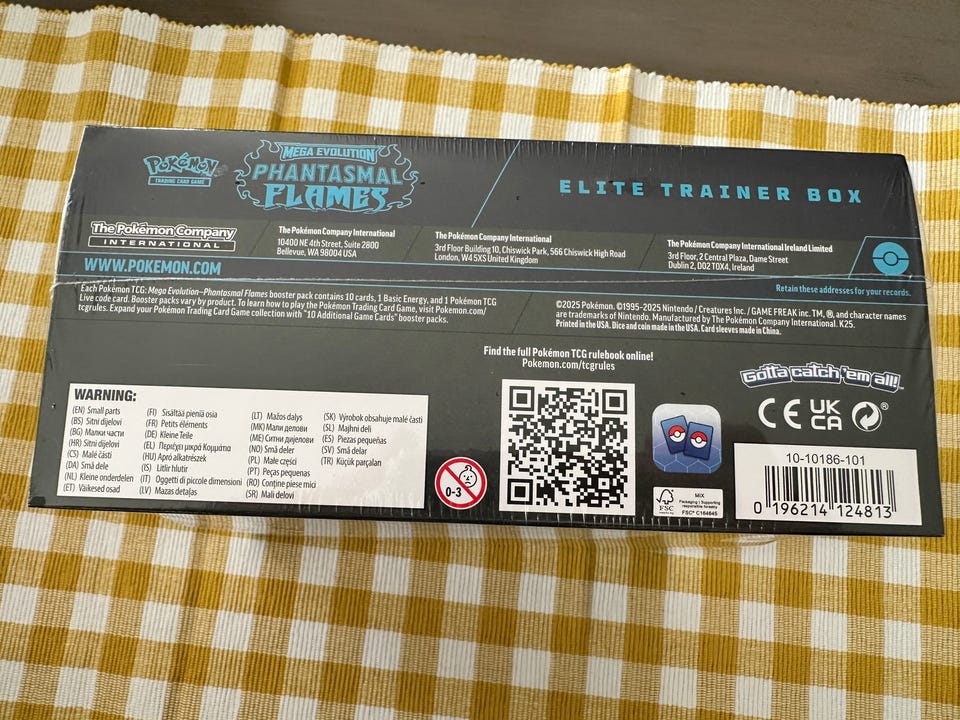 POKÉMON
TRADING CARD GAME
MEGA EVOLUTION
PHANTASMAL
FLAMES
ELITE TRAINER BOX
The Pokémon Company
INTERNATIONAL
WWW.POKEMON.COM
The Pokémon Company International
10400 NE 4th Street, Suite 2800
Bellevue, WA 98004 USA
The Pokémon Company International
3rd Floor Building 10, Chiswick Park, 566 Chiswick High Road
London, W4 5XS United Kingdom
The Pokémon Company International Ireland Limited
3rd Floor, 2 Central Plaza, Dame Street
Dublin 2, D02 T0X4, Ireland
Retain these addresses for your records.
Each Pokémon TCG: Mega Evolution—Phantasmal Flames booster pack contains 10 cards, 1 Basic Energy, and 1 Pokémon TCG
Live code card. Booster packs vary by product. To learn how to play the Pokémon Trading Card Game, visit Pokemon.com/
tcgrules. Expand your Pokémon Trading Card Game collection with "10 Additional Game Cards" booster packs.
©2025 Pokémon. ©1995-2025 Nintendo / Creatures Inc. / GAME FREAK inc. TM, ®, and character names
are trademarks of Nintendo. Manufactured by The Pokémon Company International. K25.
Printed in the USA. Dice and coin made in the USA. Card sleeves made in China.
Find the full Pokémon TCG rulebook online!
Pokemon.com/tcgrules
Gotta catch 'em all!™
WARNING:
(EN) Small parts
(BS) Sitni dijelovi
(BG) Малки части
(HR) Sitni dijelovi
(CS) Malé části
(DA) Små dele
(NL) Kleine onderdelen
(ET) Väikesed osad
(FI) Sisältää pieniä osia
(FR) Petits éléments
(DE) Kleine Teile
(EL) Περιέχει μικρά Κομμάτια
(HU) Apró alkatrészek
(IS) Litlir hlutir
(IT) Oggetti di piccole dimensioni
(LV) Mazas detaļas
(LT) Mažos dalys
(MK) Мали делови
(ME) Ситни дијелови
(NO) Små deler
(PL) Małe części
(PT) Peças pequenas
(RO) Conține piese mici
(SR) Mali delovi
(SK) Výrobok obsahuje malé časti
(SL) Majhni deli
(ES) Piezas pequeñas
(SV) Små delar
(TR) Küçük parçalan
0-3
FSC
MIX
Packaging | Supporting
responsible forestry
FSC® C164645
CE
UK
CA
®
10-10186-101
0 196214 124813